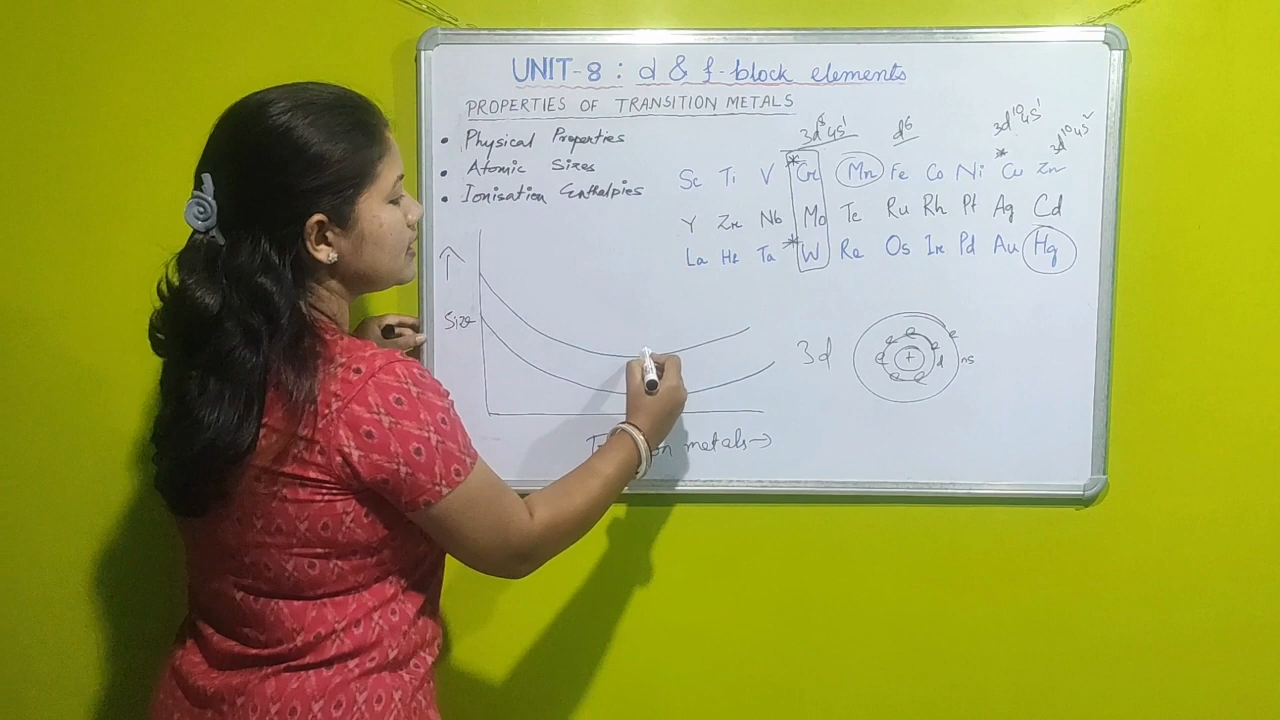 UNIT-8 : d & f-block elements
PROPERTIES OF TRANSITION METALS
• Physical Properties
• Atomic Sizes
• Ionisation Enthalpies
3d⁵4s¹ d⁶ 3d¹⁰4s¹ 3d¹⁰4s²
Sc Ti V *Cr Mn Fe Co Ni *Cu Zn
Y Zr Nb Mo Tc Ru Rh Pt Ag Cd
La Hf Ta *W Re Os Ir Pd Au Hg
↑
Size
3d
+ d ns
metals→